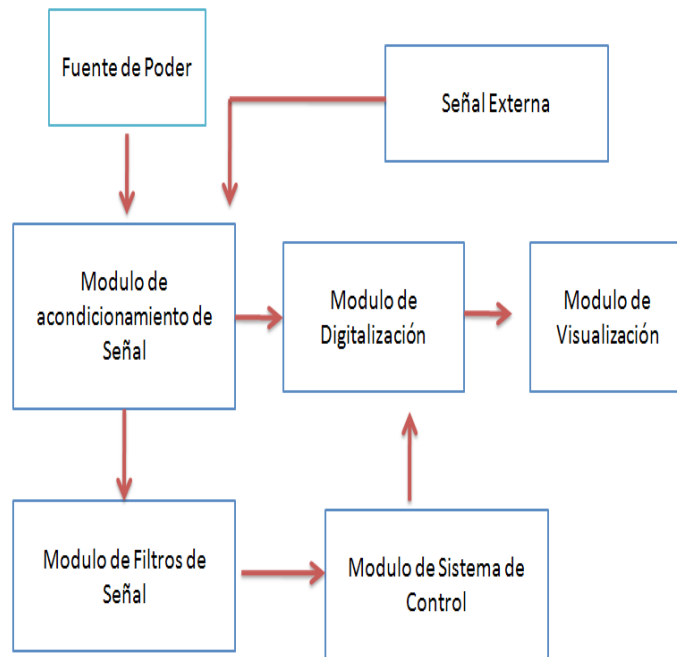 Fuente de Poder
Señal Externa
Modulo de
acondicionamiento de
Señal
Modulo de
Digitalización
Modulo de
Visualización
Modulo de Filtros de
Señal
Modulo de Sistema de
Control